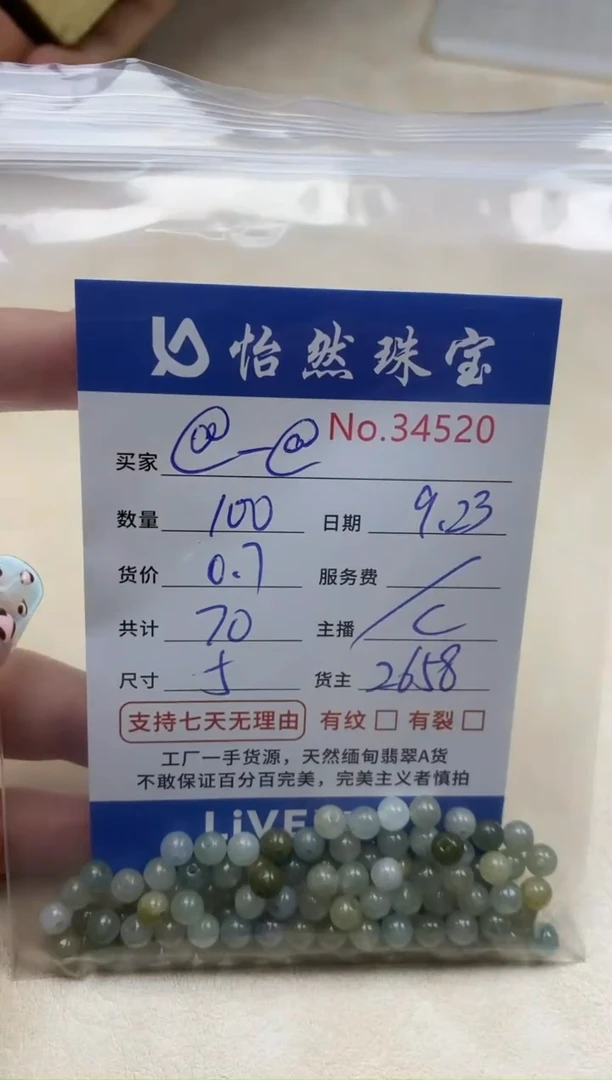 怡然珠宝
No.34520
买家 @-@
数量 100 日期 9.23
货价 0.7 服务费 /
共计 70 主播 / C
尺寸 5 货主 2658
支持七天无理由 有纹 □ 有裂 □
工厂一手货源，天然缅甸翡翠A货
不敢保证百分百完美，完美主义者慎拍
LiVE